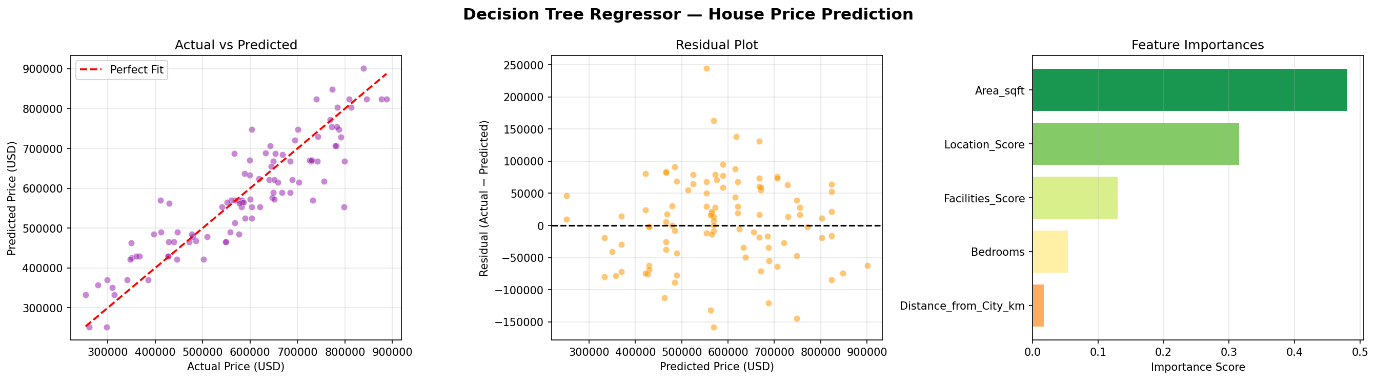 Decision Tree Regressor — House Price Prediction
Actual vs Predicted
Perfect Fit
900000
800000
700000
600000
500000
400000
300000
Predicted Price (USD)
300000 400000 500000 600000 700000 800000 900000
Actual Price (USD)
Residual Plot
250000
200000
150000
100000
50000
0
−50000
−100000
−150000
Residual (Actual − Predicted)
300000 400000 500000 600000 700000 800000 900000
Predicted Price (USD)
Feature Importances
Area_sqft
Location_Score
Facilities_Score
Bedrooms
Distance_from_City_km
0.0 0.1 0.2 0.3 0.4 0.5
Importance Score